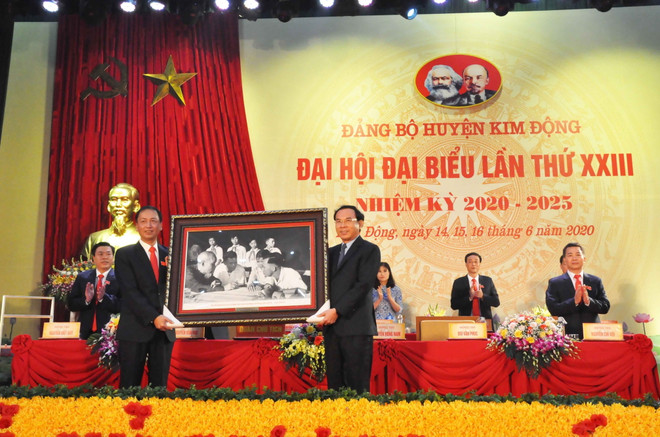 ĐẢNG BỘ HUYỆN KIM ĐỘNG
ĐẠI HỘI ĐẠI BIỂU LẦN THỨ XXIII
NHIỆM KỲ 2020 - 2025
Động, ngày 14, 15, 16 tháng 6 năm 2020